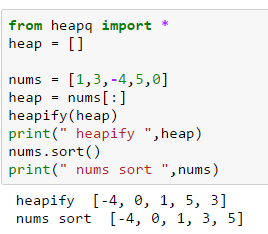 from heapq import *
heap = []
nums = [1,3,-4,5,0]
heap = nums[:]
heapify(heap)
print(" heapify ",heap)
nums.sort()
print(" nums sort ",nums)
heapify  [-4, 0, 1, 5, 3]
nums sort  [-4, 0, 1, 3, 5]